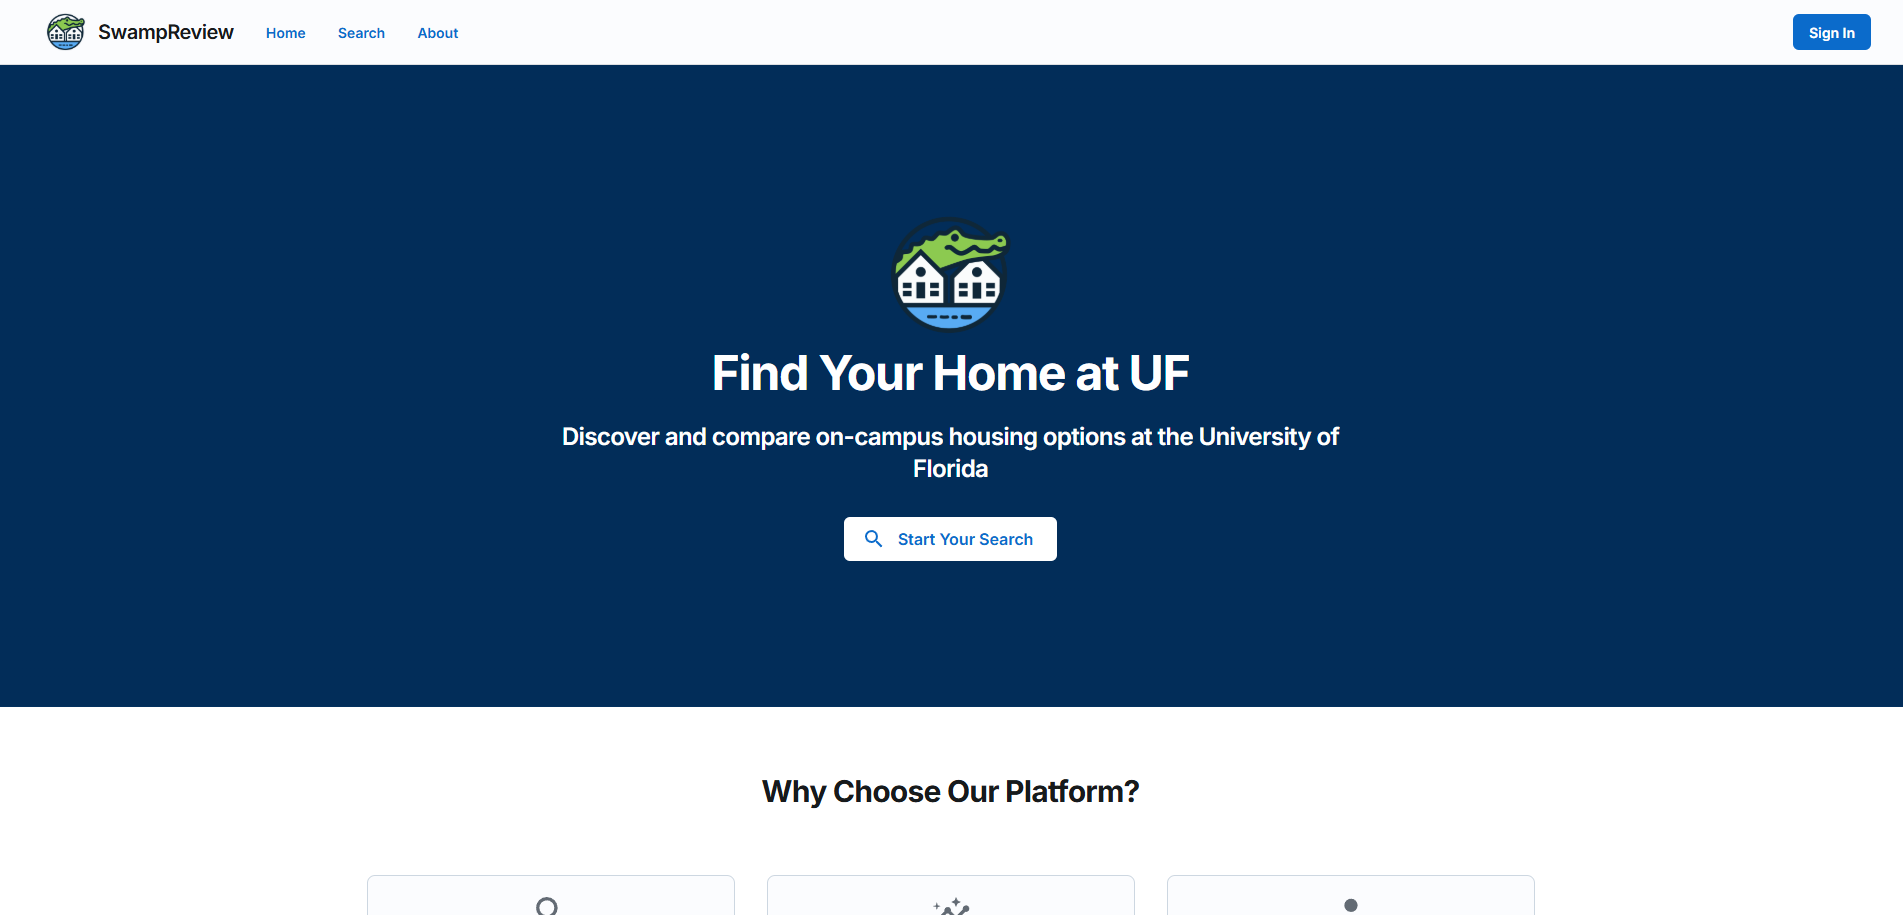 SwampReview
Home
Search
About
Sign In
Find Your Home at UF
Discover and compare on-campus housing options at the University of
Florida
Start Your Search
Why Choose Our Platform?